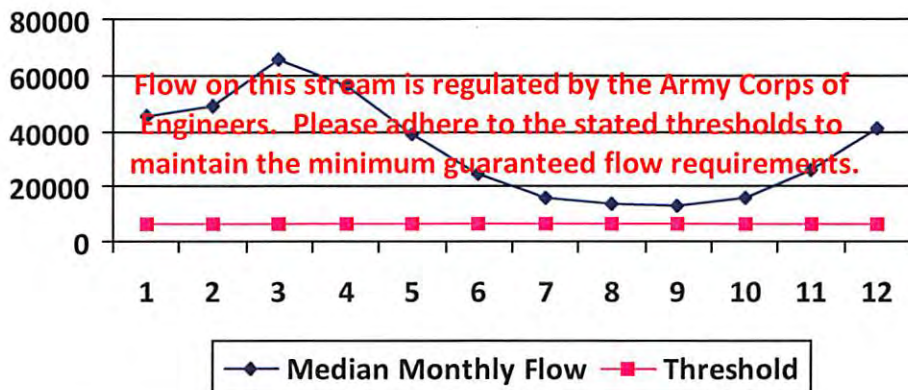 80000
60000
40000
20000
0
Flow on this stream is regulated by the Army Corps of
Engineers. Please adhere to the stated thresholds to
maintain the minimum guaranteed flow requirements.
1 2 3 4 5 6 7 8 9 10 11 12
Median Monthly Flow Threshold